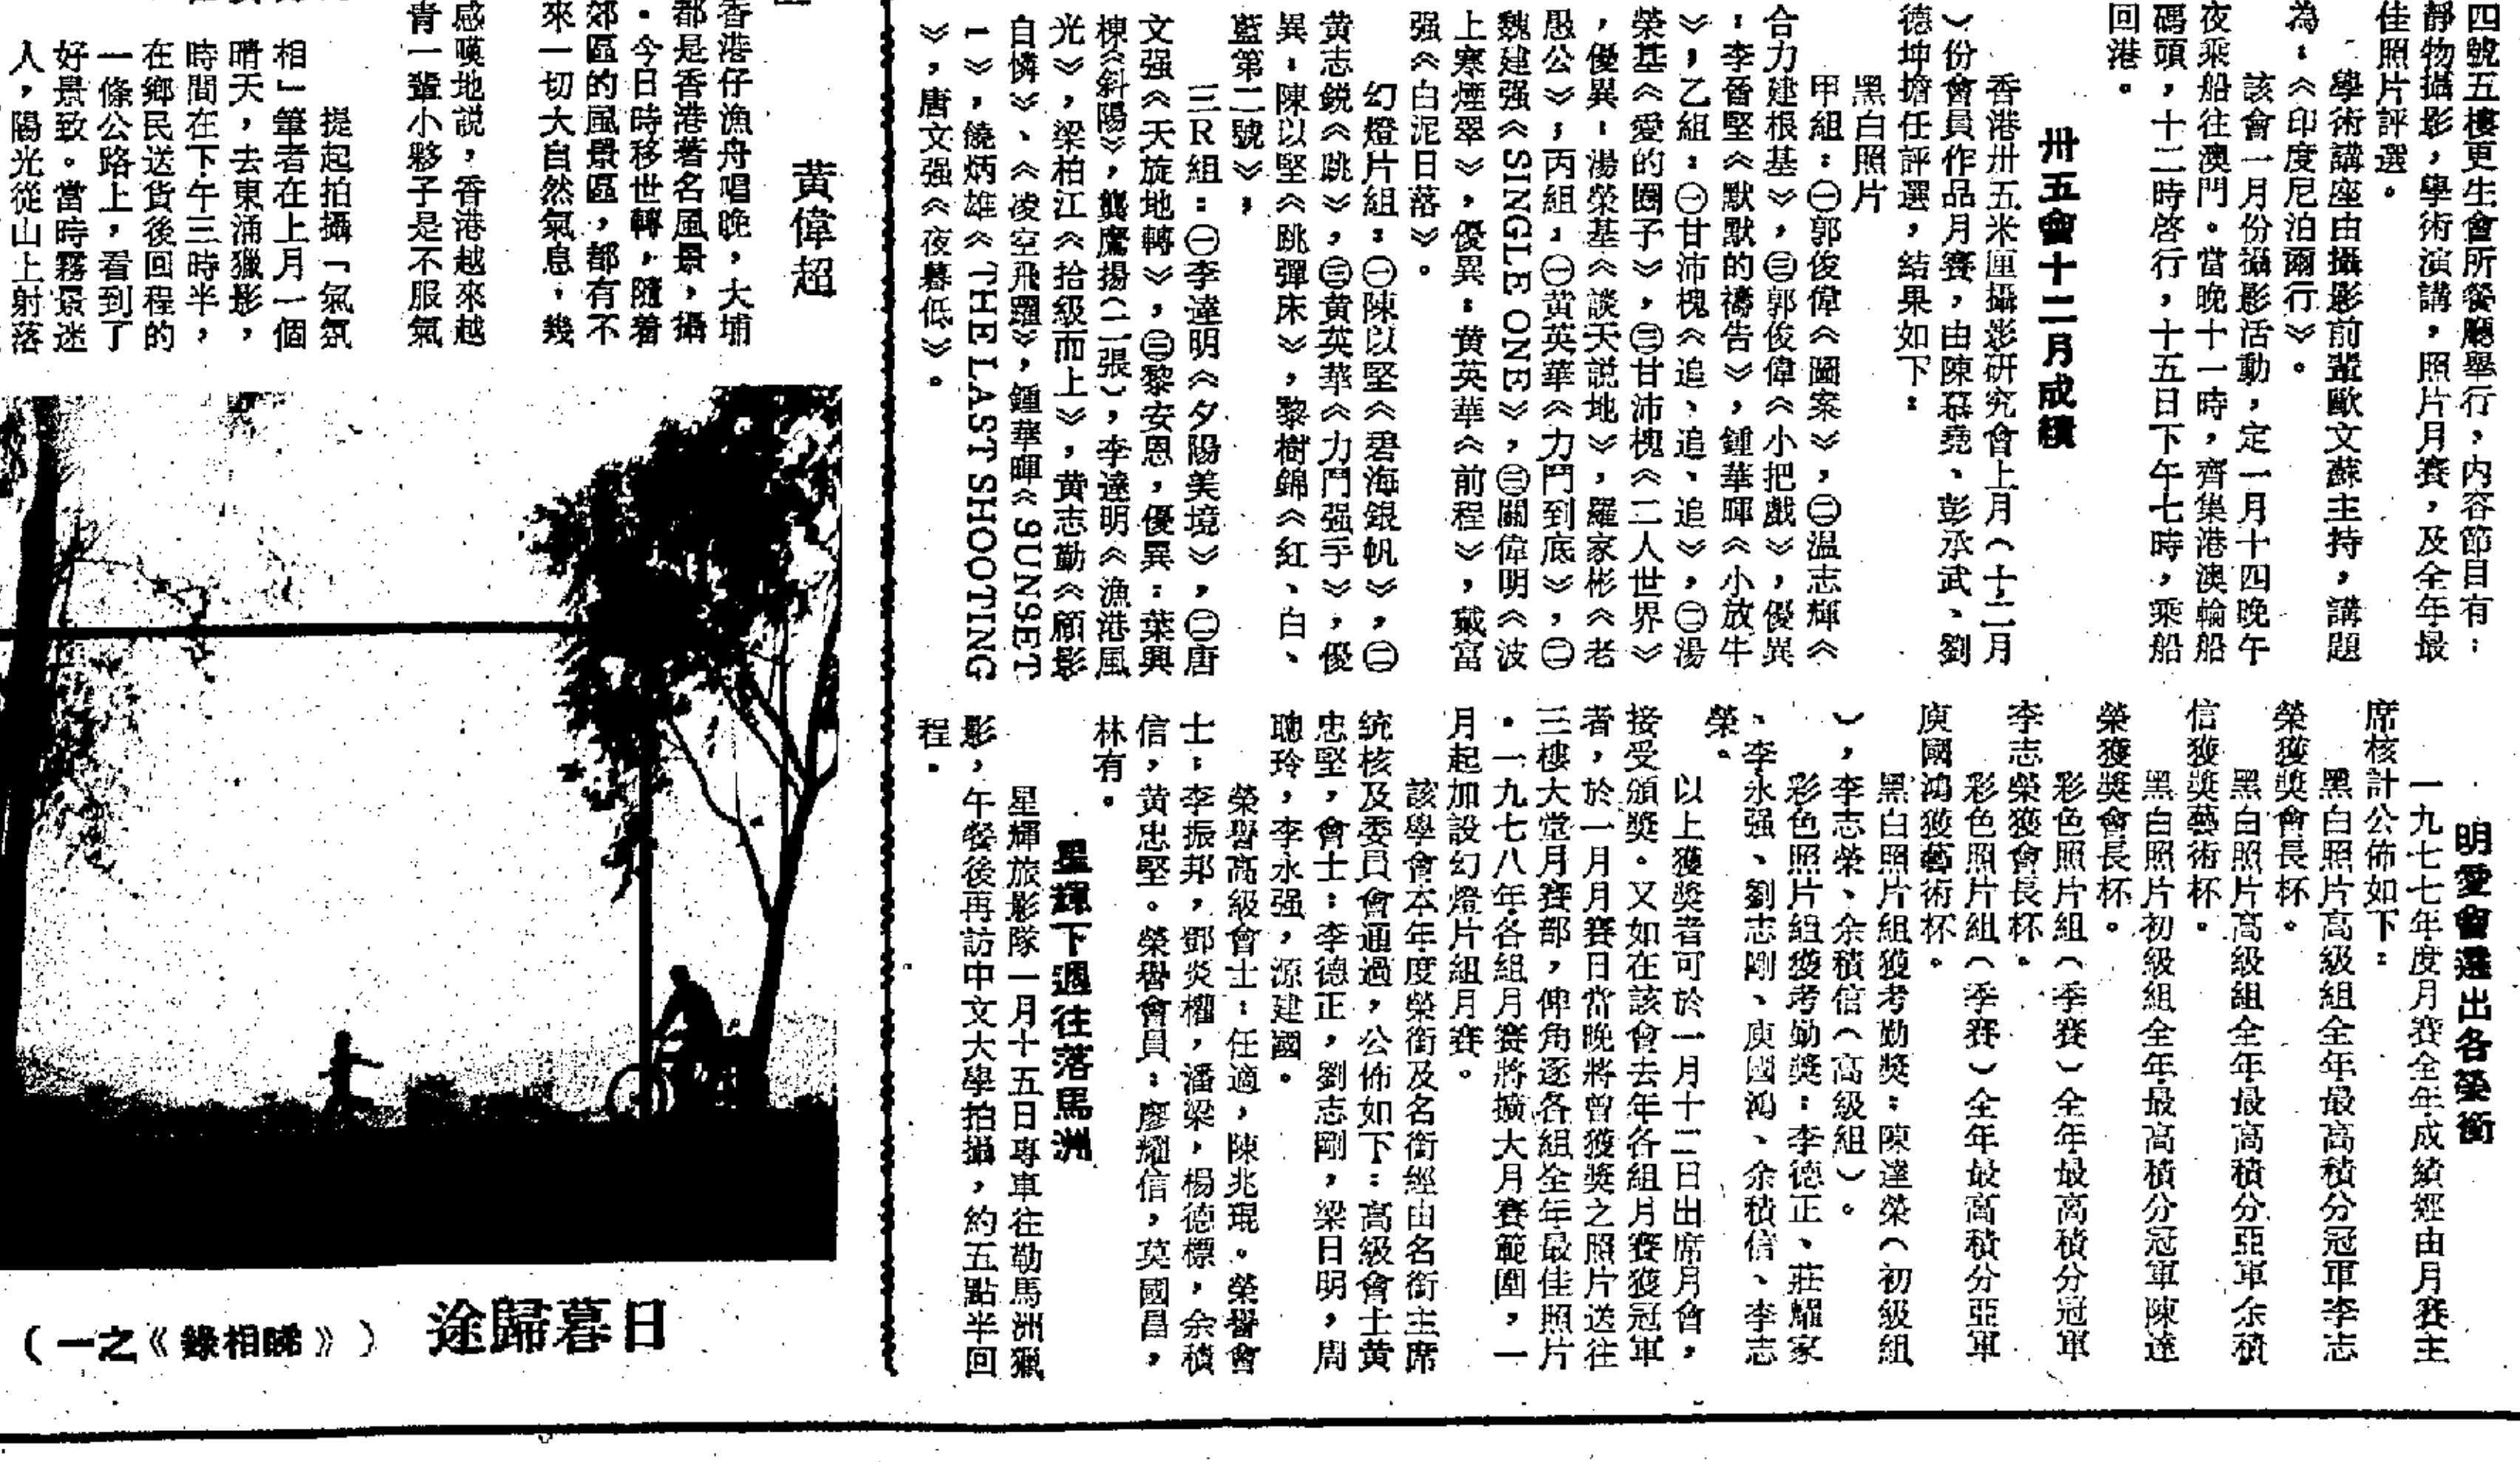 四號五樓更生會所餐廳舉行，內容節目有：
靜物攝影，學術演講，照片月賽，及全年最
佳照片評選。
學術講座由攝影前輩歐文蘇主持，講題
為：《印度尼泊爾行》。
該會一月份攝影活動，定一月十四晚午
夜乘船往澳門。當晚十一時，齊集港澳輪船
碼頭，十二時啓行，十五日下午七時，乘船
回港。
卅五會十二月成績
香港卅五米厘攝影研究會上月（十二月
）份會員作品月賽，由陳慕堯、彭承武、劉
德坤擔任評選，結果如下：
黑白照片
甲組：㊀郭俊偉《圖案》，㊁温志輝《
合力建根基》，㊂郭俊偉《小把戲》，優異
：李晉堅《默默的禱告》，鍾華暉《小放牛
》，乙組：㊀甘沛槐《追、追、追》，㊁湯
榮基《愛的圈子》，㊂甘沛槐《二人世界》
，優異：湯榮基《談天説地》，羅家彬《老
愚公》，丙組，㊀黃英華《力鬥到底》，㊁
魏建强《SINGLE ONE》，㊂關偉明《波
上寒煙翠》，優異：黄英華《前程》，戴富
强《白泥日落》。
幻燈片組：㊀陳以堅《碧海銀帆》，㊁
黄志銳《跳》，㊂黃英華《力鬥强手》，優
異：陳以堅《跳彈床》，黎樹錦《紅、白、
藍第二號》，
三R組：㊀李達明《夕陽美境》，㊁唐
文强《天旋地轉》，㊂黎安恩，優異：葉興
棟《斜陽》，龔鷹揚（二張），李達明《漁港風
光》，梁柏江《拾級而上》，黄志勤《顧影
自憐》、《凌空飛躍》，鍾華暉《SUNSET
1》，饒炳雄《THE LAST SHOOTING
》，唐文强《夜暮低》。
明愛會選出各榮銜
一九七七年度月賽全年成績經由月賽主
席核計公佈如下：
黑白照片高級組全年最高積分冠軍李志
榮獲獎會長杯。
黑白照片高級組全年最高積分亞軍余積
信獲獎藝術杯。
黑白照片初級組全年最高積分冠軍陳達
榮獲獎會長杯。
彩色照片組（季賽）全年最高積分冠軍
李志榮獲會長杯。
彩色照片組（季賽）全年最高積分亞軍
庾國鴻獲藝術杯。
黑白照片組獲考勤獎：陳達榮（初級組
），李志榮、余積信（高級組）。
彩色照片組獲考勤獎：李德正、莊耀家
、李永强、劉志剛、庾國鴻、余積信、李志
榮。
以上獲獎者可於一月十二日出席月會，
接受頒獎。又如在該會去年各組月賽獲冠軍
者，於一月月賽日當晚將曾獲獎之照片送往
三樓大堂月賽部，俾角逐各組全年最佳照片
。一九七八年各組月賽將擴大月賽範圍，一
月起加設幻燈片組月賽。
該學會本年度榮銜及名銜經由名銜主席
統核及委員會通過，公佈如下：高級會士黄
忠堅，會士：李德正，劉志剛，梁日明，周
聰玲，李永强，源建國。
榮譽高級會士：任適，陳兆琨。榮譽會
士：李振邦，鄧炎權，潘梁，楊德標，余積
信，黄忠堅。榮譽會員：廖耀信，莫國昌，
林有。
星輝下週往落馬洲
星輝旅影隊一月十五日專車往勒馬洲獵
影，午餐後再訪中文大學拍攝，約五點半回
程。
黃偉超
香港仔漁舟唱晚，大埔
都是香港著名風景，攝
。今日時移世轉，隨着
郊區的風景區，都有不
來一切大自然氣息，幾
感嘆地説，香港越來越
青一輩小夥子是不服氣
提起拍攝「氣氛
相」筆者在上月一個
晴天，去東涌獵影，
時間在下午三時半，
在鄉民送貨後回程的
一條公路上，看到了
好景致。當時霧景迷
人，陽光從山上射落
日暮歸途
（《睇相錄》之一）